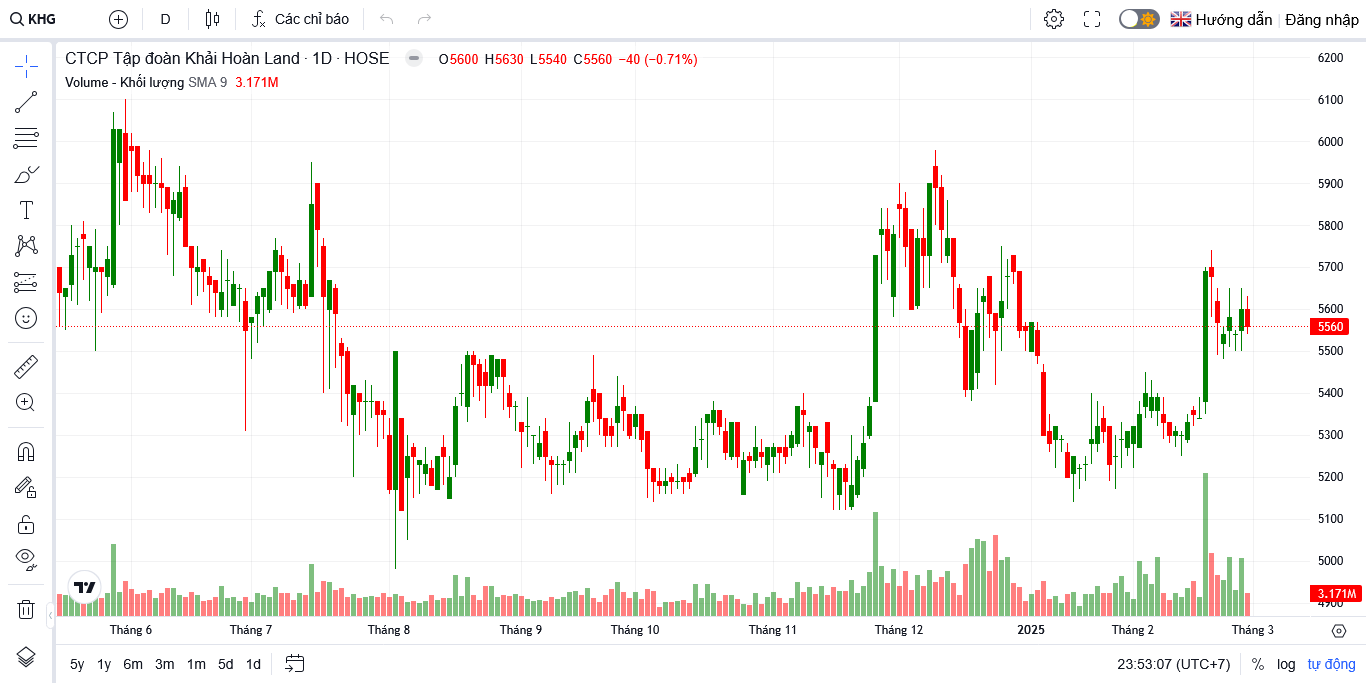 KHG D Các chỉ báo Hướng dẫn Đăng nhập
CTCP Tập đoàn Khải Hoàn Land · 1D · HOSE O5600 H5630 L5540 C5560 −40 (−0.71%)
Volume - Khối lượng SMA 9 3.171M
6200
6100
6000
5900
5800
5700
5600
5560
5500
5400
5300
5200
5100
5000
3.171M
4900
Tháng 6 Tháng 7 Tháng 8 Tháng 9 Tháng 10 Tháng 11 Tháng 12 2025 Tháng 2 Tháng 3
5y 1y 6m 3m 1m 5d 1d 23:53:07 (UTC+7) % log tự động